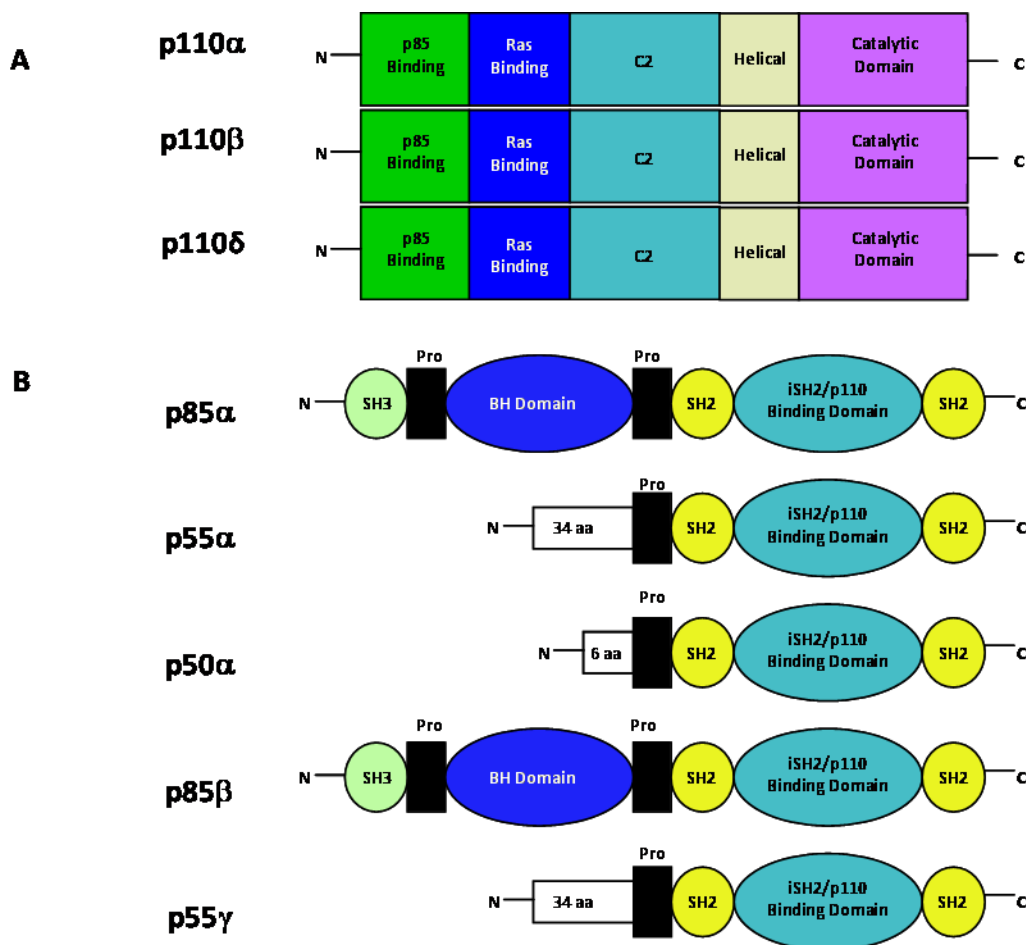 A
p110α
N
p85
Binding
Ras
Binding
C2
Helical
Catalytic
Domain
C
p110β
N
p85
Binding
Ras
Binding
C2
Helical
Catalytic
Domain
C
p110δ
N
p85
Binding
Ras
Binding
C2
Helical
Catalytic
Domain
C
B
p85α
N
SH3
Pro
BH Domain
Pro
SH2
iSH2/p110
Binding Domain
SH2
C
p55α
N
34 aa
Pro
SH2
iSH2/p110
Binding Domain
SH2
C
p50α
N
6 aa
Pro
SH2
iSH2/p110
Binding Domain
SH2
C
p85β
N
SH3
Pro
BH Domain
Pro
SH2
iSH2/p110
Binding Domain
SH2
C
p55γ
N
34 aa
Pro
SH2
iSH2/p110
Binding Domain
SH2
C